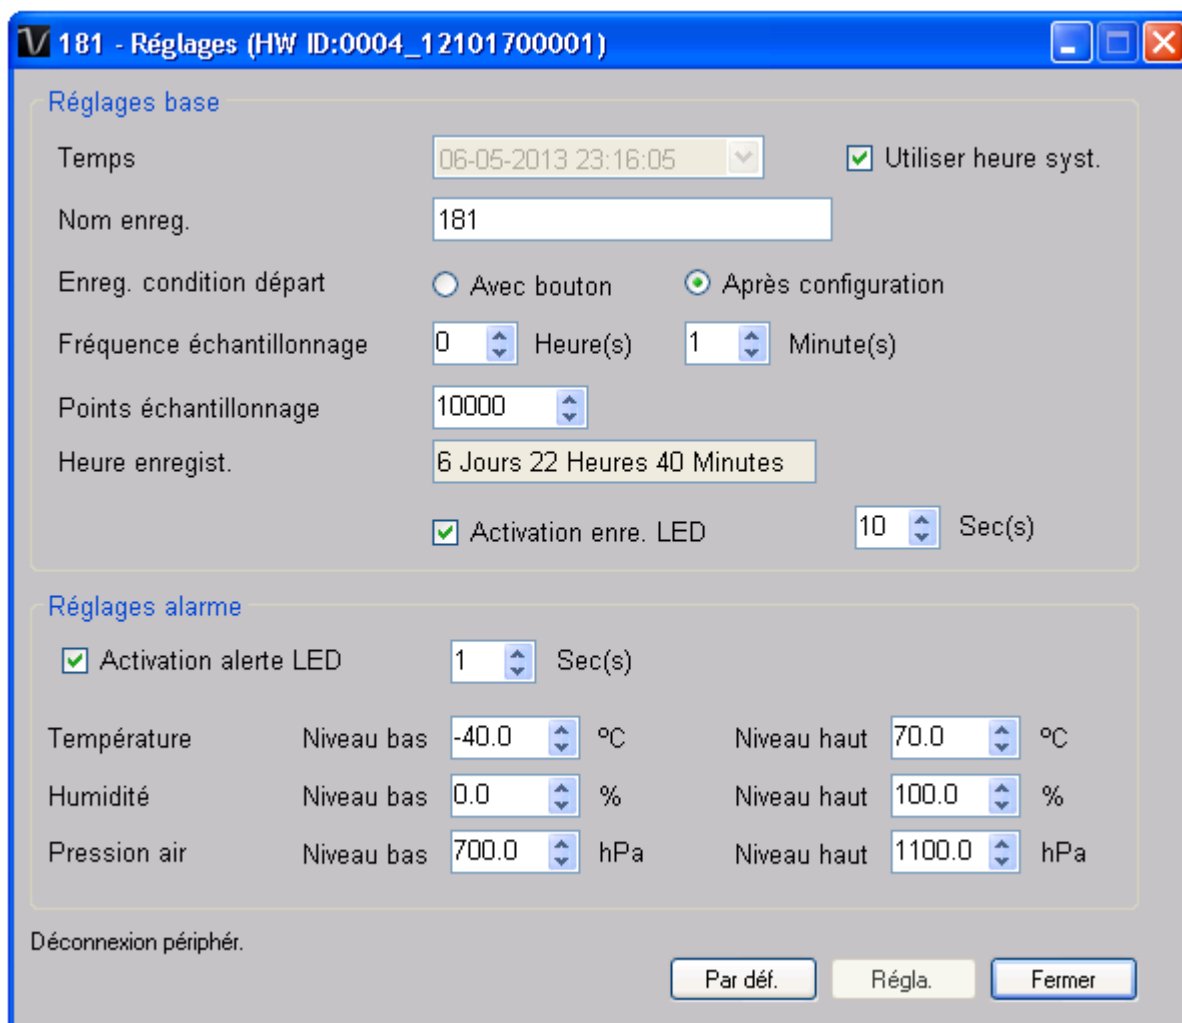 181 - Réglages (HW ID:0004_12101700001)
Réglages base
Temps 06-05-2013 23:16:05 Utiliser heure syst.
Nom enreg. 181
Enreg. condition départ Avec bouton Après configuration
Fréquence échantillonnage 0 Heure(s) 1 Minute(s)
Points échantillonnage 10000
Heure enregist. 6 Jours 22 Heures 40 Minutes
Activation enre. LED 10 Sec(s)
Réglages alarme
Activation alerte LED 1 Sec(s)
Température Niveau bas -40.0 ºC Niveau haut 70.0 ºC
Humidité Niveau bas 0.0 % Niveau haut 100.0 %
Pression air Niveau bas 700.0 hPa Niveau haut 1100.0 hPa
Déconnexion périphér.
Par déf. Régla. Fermer